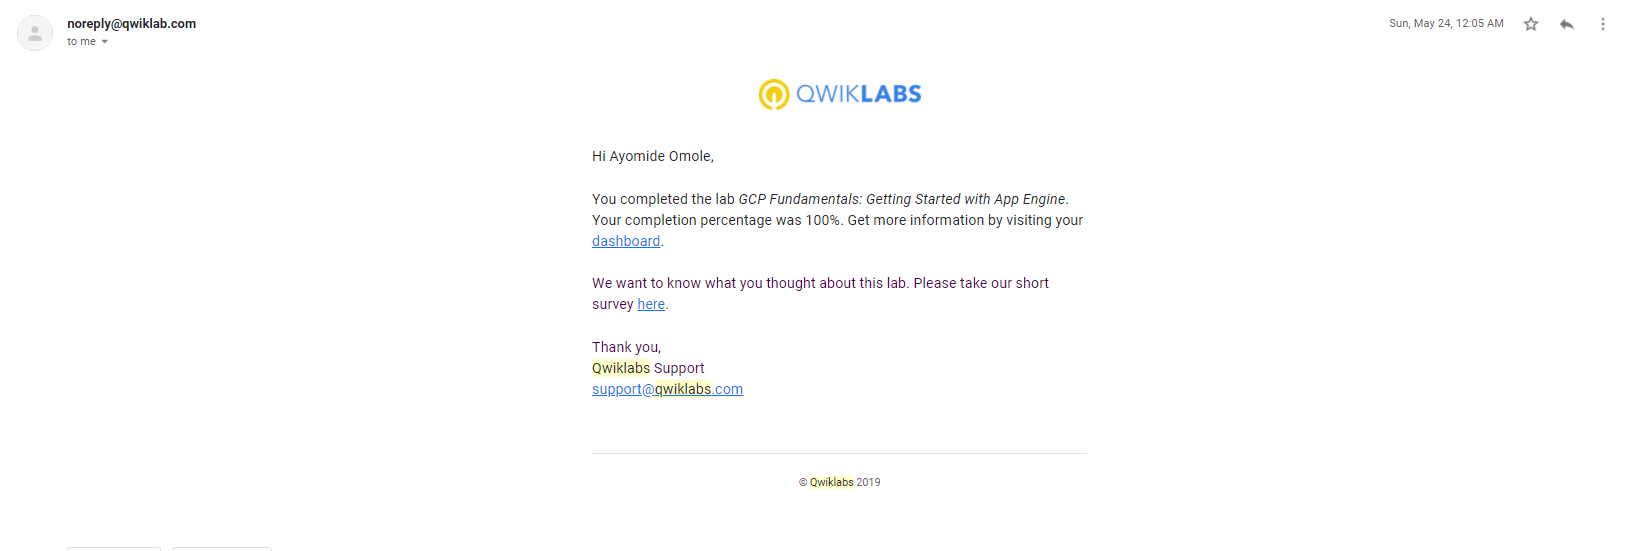 noreply@qwiklab.com
Sun, May 24, 12:05 AM
to me
QWIKLABS
Hi Ayomide Omole,
You completed the lab GCP Fundamentals: Getting Started with App Engine.
Your completion percentage was 100%. Get more information by visiting your
dashboard.
We want to know what you thought about this lab. Please take our short
survey here.
Thank you,
Qwiklabs Support
support@qwiklabs.com
© Qwiklabs 2019